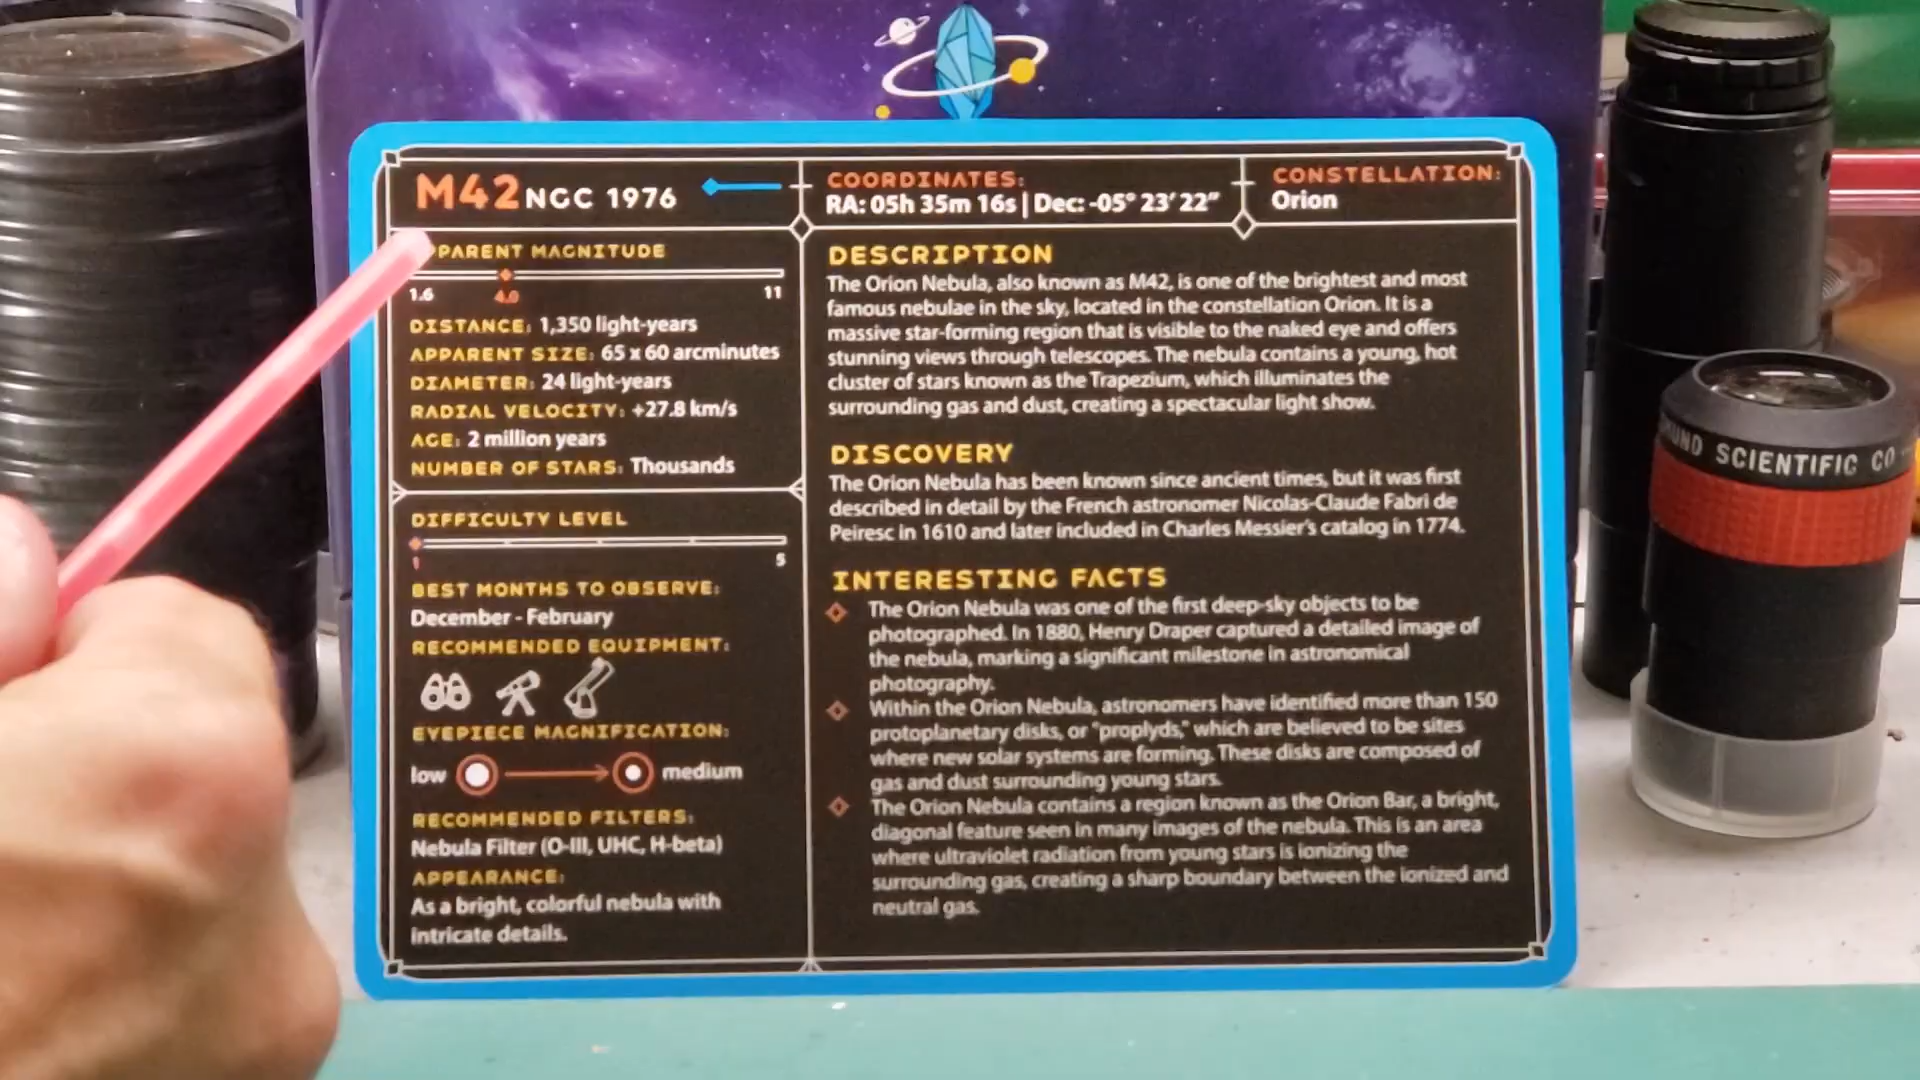 M42 NGC 1976
COORDINATES:
RA: 05h 35m 16s | Dec: -05° 23′ 22″
CONSTELLATION:
Orion
PPARENT MAGNITUDE
1.6 4.0 11
DISTANCE: 1,350 light-years
APPARENT SIZE: 65 x 60 arcminutes
DIAMETER: 24 light-years
RADIAL VELOCITY: +27.8 km/s
AGE: 2 million years
NUMBER OF STARS: Thousands
DIFFICULTY LEVEL
1 5
BEST MONTHS TO OBSERVE:
December - February
RECOMMENDED EQUIPMENT:
EYEPIECE MAGNIFICATION:
low medium
RECOMMENDED FILTERS:
Nebula Filter (O-III, UHC, H-beta)
APPEARANCE:
As a bright, colorful nebula with
intricate details.
DESCRIPTION
The Orion Nebula, also known as M42, is one of the brightest and most
famous nebulae in the sky, located in the constellation Orion. It is a
massive star-forming region that is visible to the naked eye and offers
stunning views through telescopes. The nebula contains a young, hot
cluster of stars known as the Trapezium, which illuminates the
surrounding gas and dust, creating a spectacular light show.
DISCOVERY
The Orion Nebula has been known since ancient times, but it was first
described in detail by the French astronomer Nicolas-Claude Fabri de
Peiresc in 1610 and later included in Charles Messier's catalog in 1774.
INTERESTING FACTS
The Orion Nebula was one of the first deep-sky objects to be
photographed. In 1880, Henry Draper captured a detailed image of
the nebula, marking a significant milestone in astronomical
photography.
Within the Orion Nebula, astronomers have identified more than 150
protoplanetary disks, or "proplyds," which are believed to be sites
where new solar systems are forming. These disks are composed of
gas and dust surrounding young stars.
The Orion Nebula contains a region known as the Orion Bar, a bright,
diagonal feature seen in many images of the nebula. This is an area
where ultraviolet radiation from young stars is ionizing the
surrounding gas, creating a sharp boundary between the ionized and
neutral gas.
MUND SCIENTIFIC CO